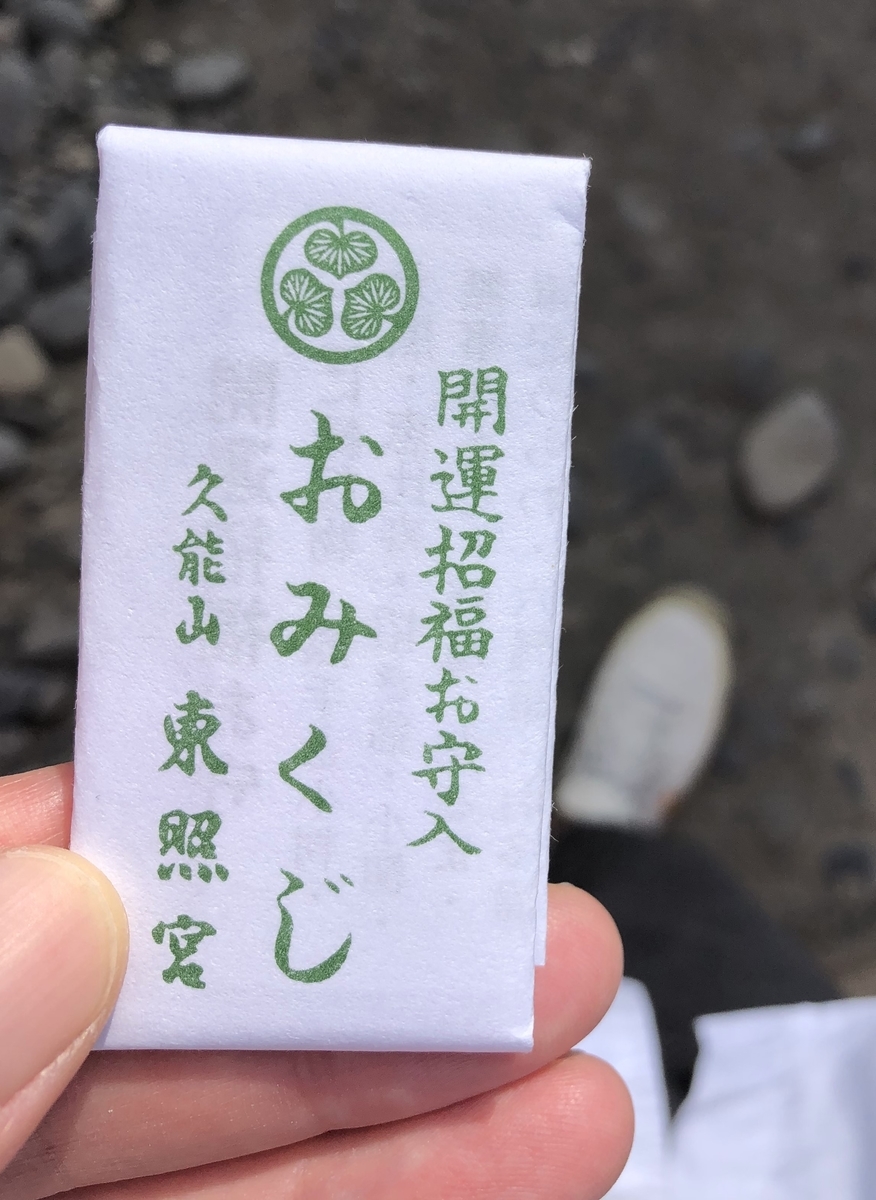 開運招福お守入
おみくじ
久能山 東照宮